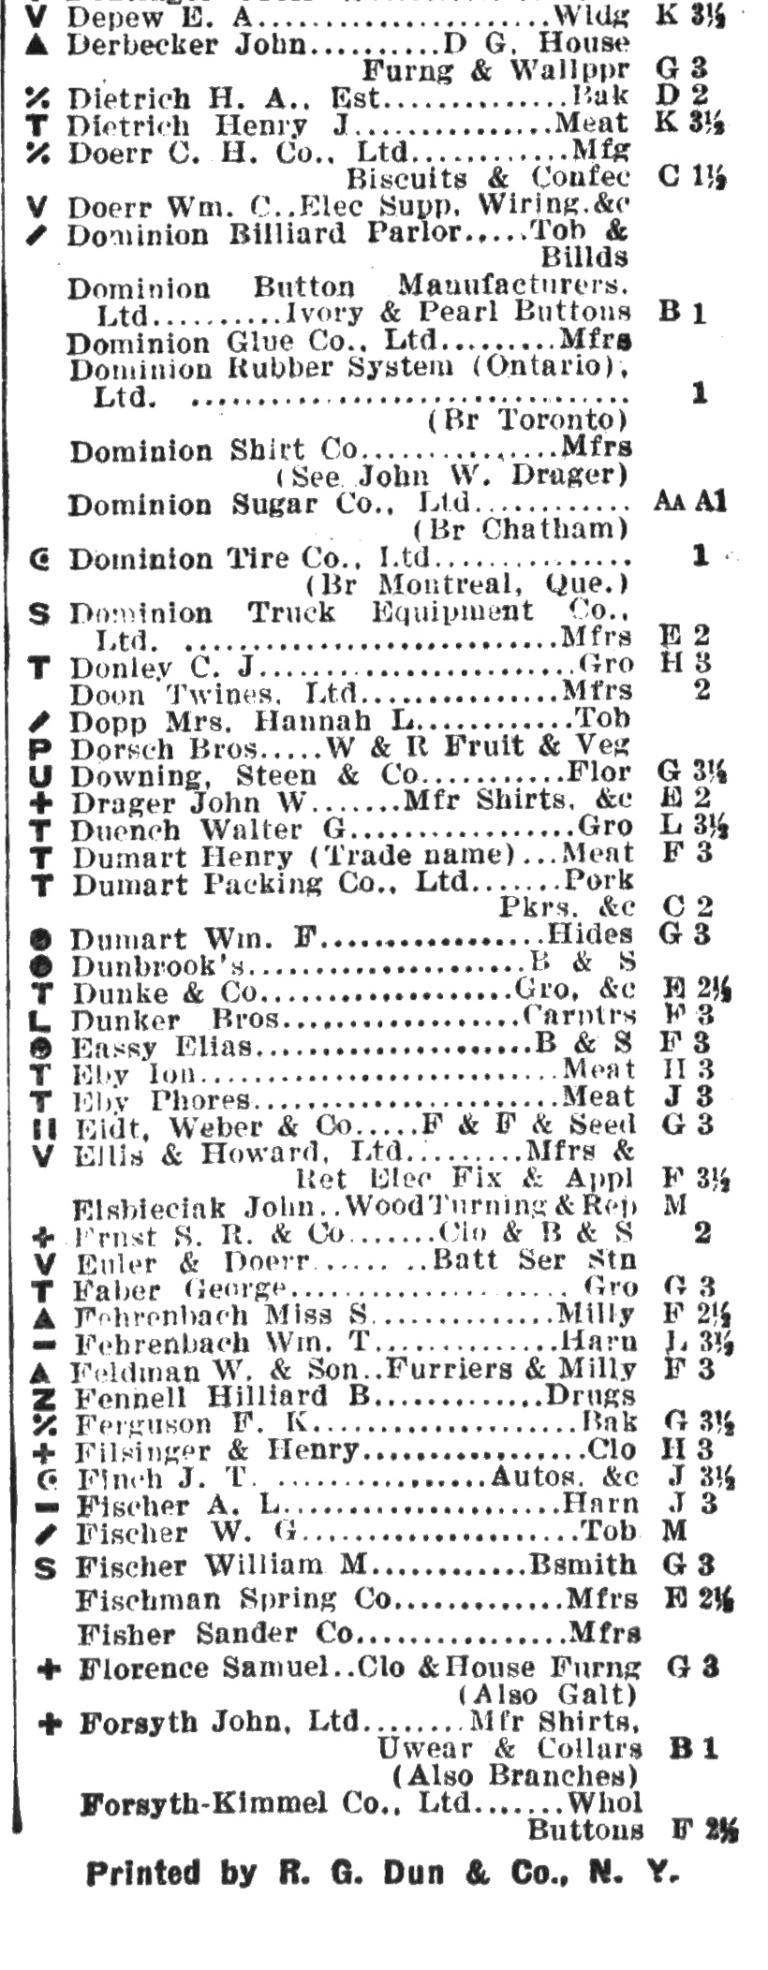 V Depew E. A......................Wldg K 3½
▲ Derbecker John..........D G, House
Furng & Wallppr G 3
٪ Dietrich H. A., Est..............Bak D 2
T Dietrich Henry J...............Meat K 3½
٪ Doerr C. H. Co., Ltd............Mfg
Biscuits & Confec C 1½
V Doerr Wm. C..Elec Supp, Wiring,&c
/ Dominion Billiard Parlor.....Tob &
Billds
Dominion Button Manufacturers,
Ltd..........Ivory & Pearl Buttons B 1
Dominion Glue Co., Ltd.........Mfrs
Dominion Rubber System (Ontario),
Ltd. ................................. 1
(Br Toronto)
Dominion Shirt Co...............Mfrs
(See John W. Drager)
Dominion Sugar Co., Ltd............ AA A1
(Br Chatham)
C Dominion Tire Co., Ltd............... 1
(Br Montreal, Que.)
S Dominion Truck Equipment Co.,
Ltd. ............................Mfrs E 2
T Donley C. J........................Gro H 3
Doon Twines, Ltd...............Mfrs 2
/ Dopp Mrs. Hannah L............Tob
P Dorsch Bros.....W & R Fruit & Veg
U Downing, Steen & Co...........Flor G 3½
+ Drager John W.......Mfr Shirts, &c E 2
T Duench Walter G.................Gro L 3½
T Dumart Henry (Trade name)...Meat F 3
T Dumart Packing Co., Ltd.......Pork
Pkrs, &c C 2
● Dumart Wm. F.................Hides G 3
● Dunbrook's.....................B & S
T Dunke & Co...................Gro, &c E 2½
L Dunker Bros..................Carptrs F 3
● Eassy Elias.....................B & S F 3
T Eby Ion...........................Meat H 3
T Eby Phores.......................Meat J 3
II Eidt, Weber & Co.....F & F & Seed G 3
V Ellis & Howard, Ltd.........Mfrs &
Ret Elec Fix & Appl F 3½
Elsbieciak John..Wood Turning & Rep M
+ Ernst S. R. & Co.......Clo & B & S 2
V Euler & Doerr........Batt Ser Stn
T Faber George..................... Gro G 3
▲ Fehrenbach Miss S..............Milly F 2½
– Fehrenbach Wm. T..............Harn L 3½
▲ Feldman W. & Son..Furriers & Milly F 3
Z Fennell Hilliard B.............Drugs
٪ Ferguson F. K....................Bak G 3½
+ Filsinger & Henry.................Clo H 3
C Finch J. T. .................Autos, &c J 3½
– Fischer A. L.....................Harn J 3
/ Fischer W. G.....................Tob M
S Fischer William M............Bsmith G 3
Fischman Spring Co.............Mfrs E 2½
Fisher Sander Co................Mfrs
+ Florence Samuel..Clo & House Furng G 3
(Also Galt)
+ Forsyth John, Ltd........Mfr Shirts,
Uwear & Collars B 1
(Also Branches)
Forsyth-Kimmel Co., Ltd.......Whol
Buttons F 2½
Printed by R. G. Dun & Co., N. Y.